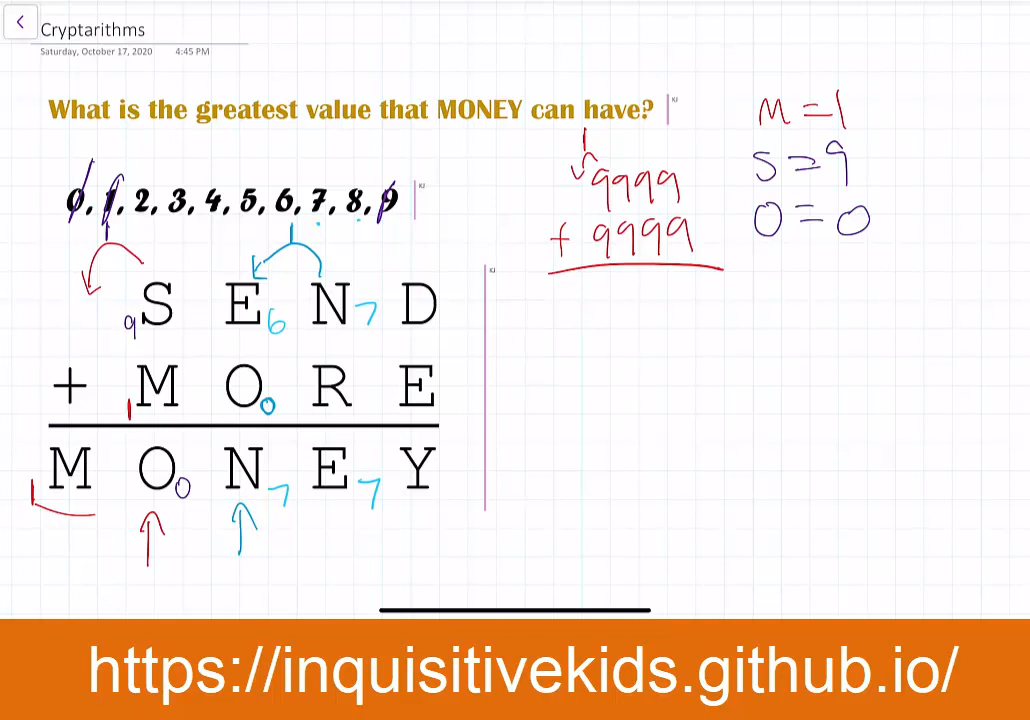 Cryptarithms
Saturday, October 17, 2020 4:45 PM
What is the greatest value that MONEY can have?
M = 1
S = 9
O = 0
0, 1, 2, 3, 4, 5, 6, 7, 8, 9
1
9999
+ 9999
1 1
9 S E 6 N 7 D
+ 1 M O 0 R E
1 M O 0 N 7 E 7 Y
https://inquisitivekids.github.io/